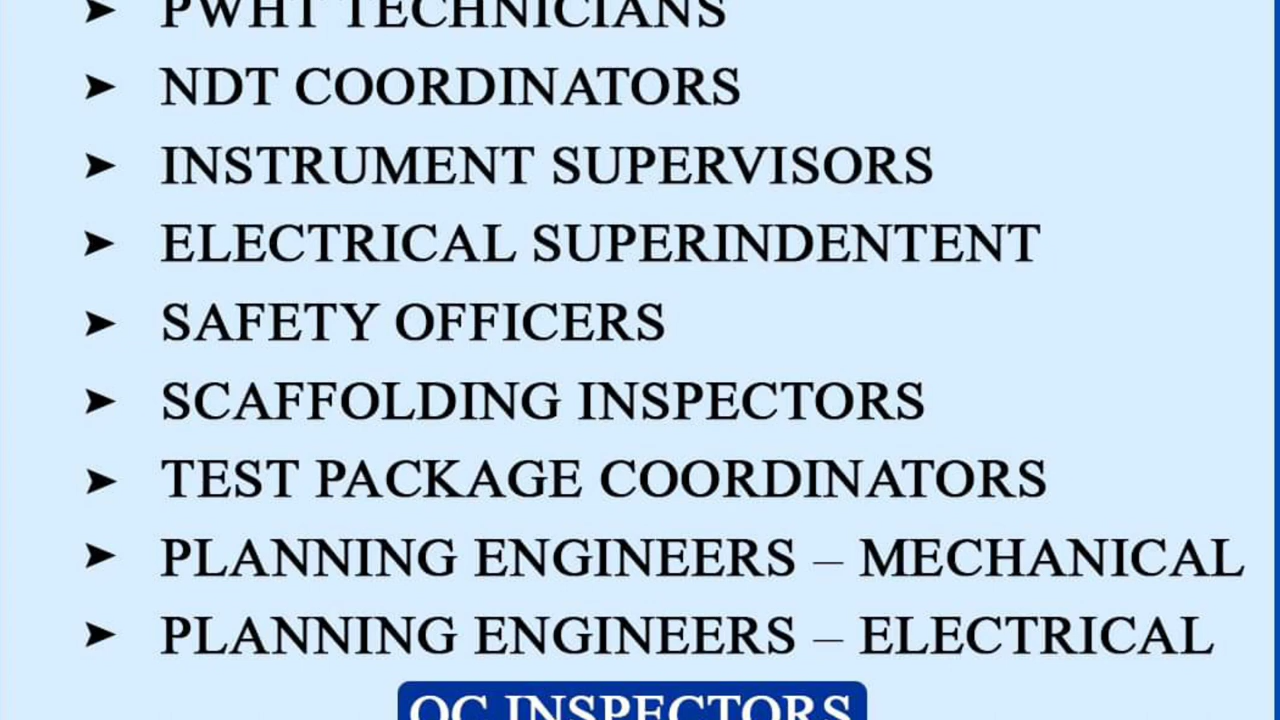 ➤ PWHT TECHNICIANS
➤ NDT COORDINATORS
➤ INSTRUMENT SUPERVISORS
➤ ELECTRICAL SUPERINDENTENT
➤ SAFETY OFFICERS
➤ SCAFFOLDING INSPECTORS
➤ TEST PACKAGE COORDINATORS
➤ PLANNING ENGINEERS – MECHANICAL
➤ PLANNING ENGINEERS – ELECTRICAL
QC INSPECTORS